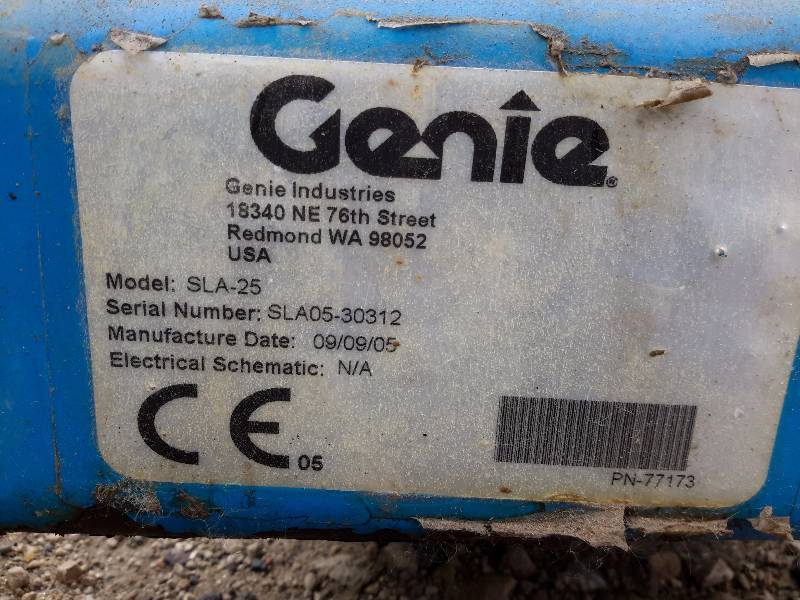 Genie®
Genie Industries
18340 NE 76th Street
Redmond WA 98052
USA
Model: SLA-25
Serial Number: SLA05-30312
Manufacture Date: 09/09/05
Electrical Schematic: N/A
CE 05
PN-77173